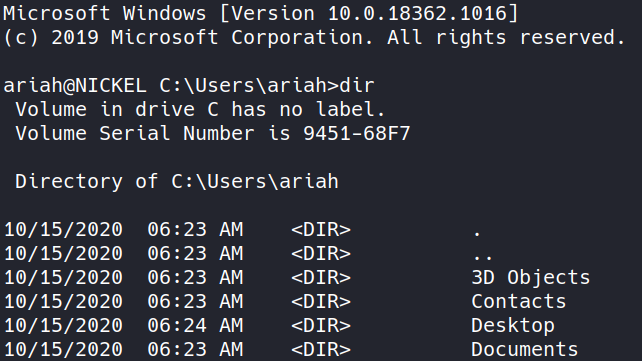 Microsoft Windows [Version 10.0.18362.1016]
(c) 2019 Microsoft Corporation. All rights reserved.
ariah@NICKEL C:\Users\ariah>dir
 Volume in drive C has no label.
 Volume Serial Number is 9451-68F7
 Directory of C:\Users\ariah
10/15/2020  06:23 AM    <DIR>          .
10/15/2020  06:23 AM    <DIR>          ..
10/15/2020  06:23 AM    <DIR>          3D Objects
10/15/2020  06:23 AM    <DIR>          Contacts
10/15/2020  06:24 AM    <DIR>          Desktop
10/15/2020  06:23 AM    <DIR>          Documents